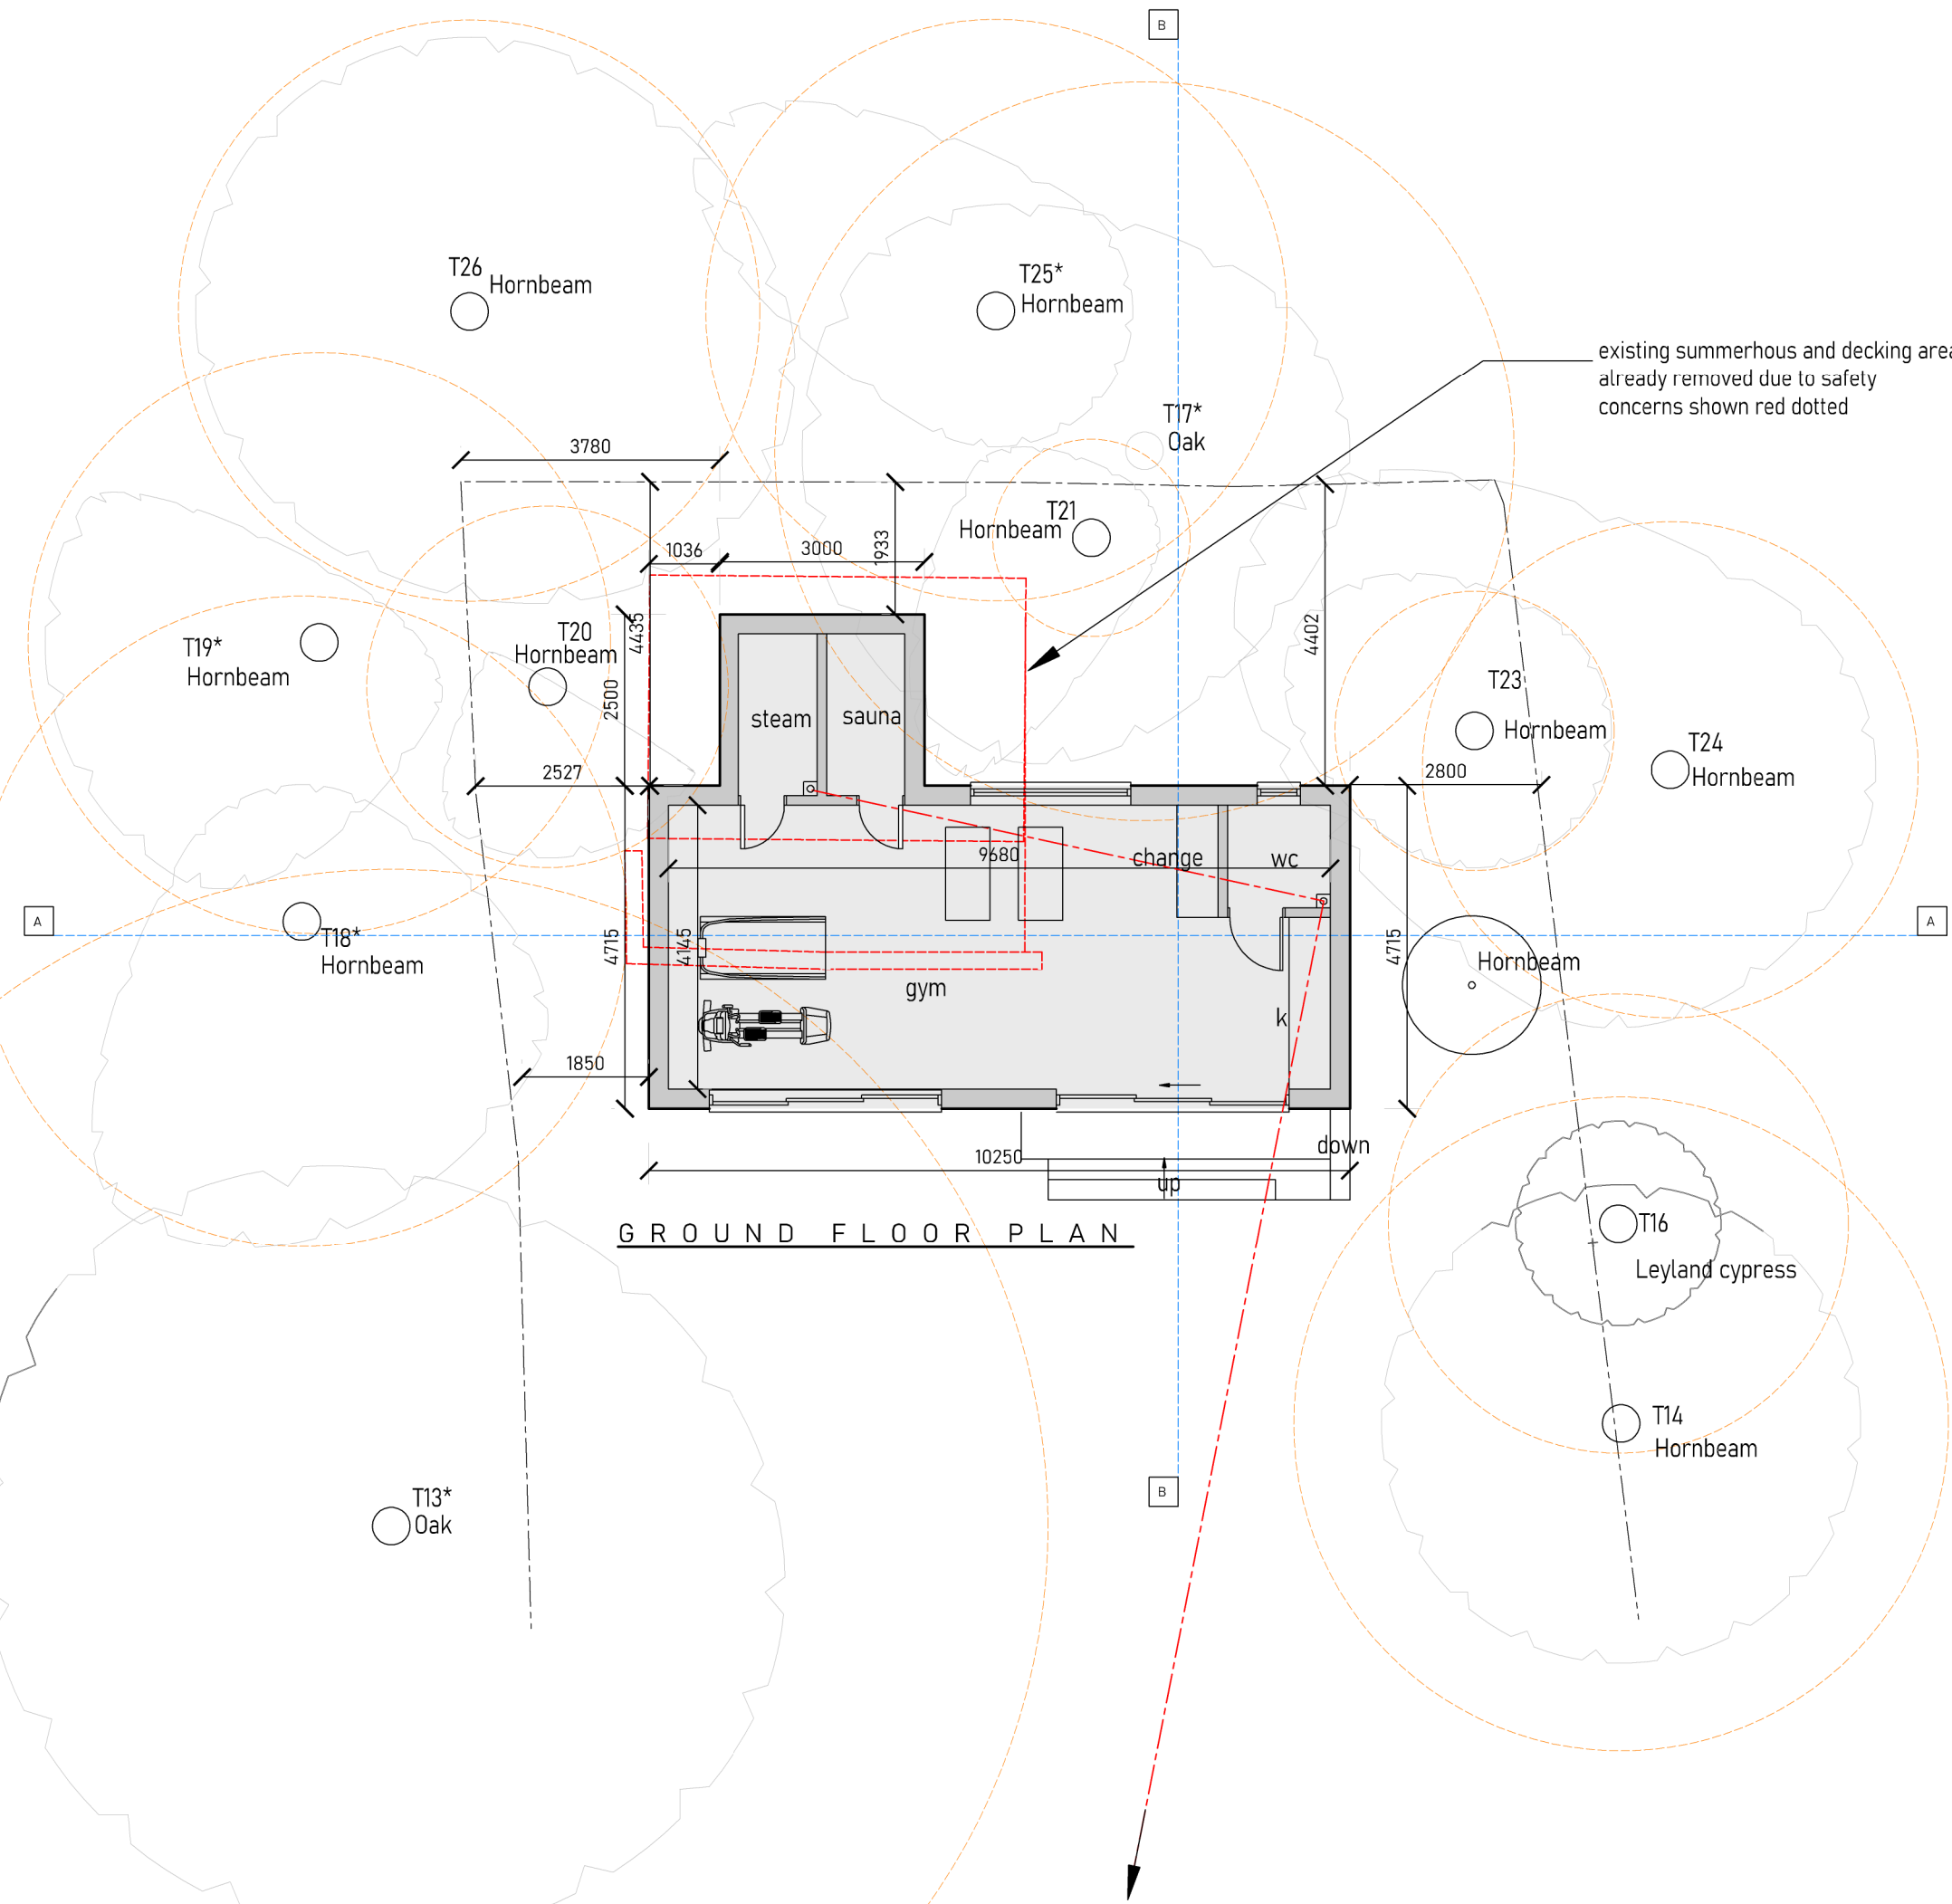 B
T26
Hornbeam
T25*
Hornbeam
existing summerhous and decking area
already removed due to safety
concerns shown red dotted
T17*
Oak
3780
T21
Hornbeam
1036
3000
1933
4435
4402
T19*
Hornbeam
T20
Hornbeam
2500
steam
sauna
T23
Hornbeam
T24
Hornbeam
2527
2800
9680
change
wc
A
A
T18*
Hornbeam
4715
4145
4715
Hornbeam
gym
k
1850
down
10250
up
GROUND FLOOR PLAN
T16
Leyland cypress
T14
Hornbeam
B
T13*
Oak